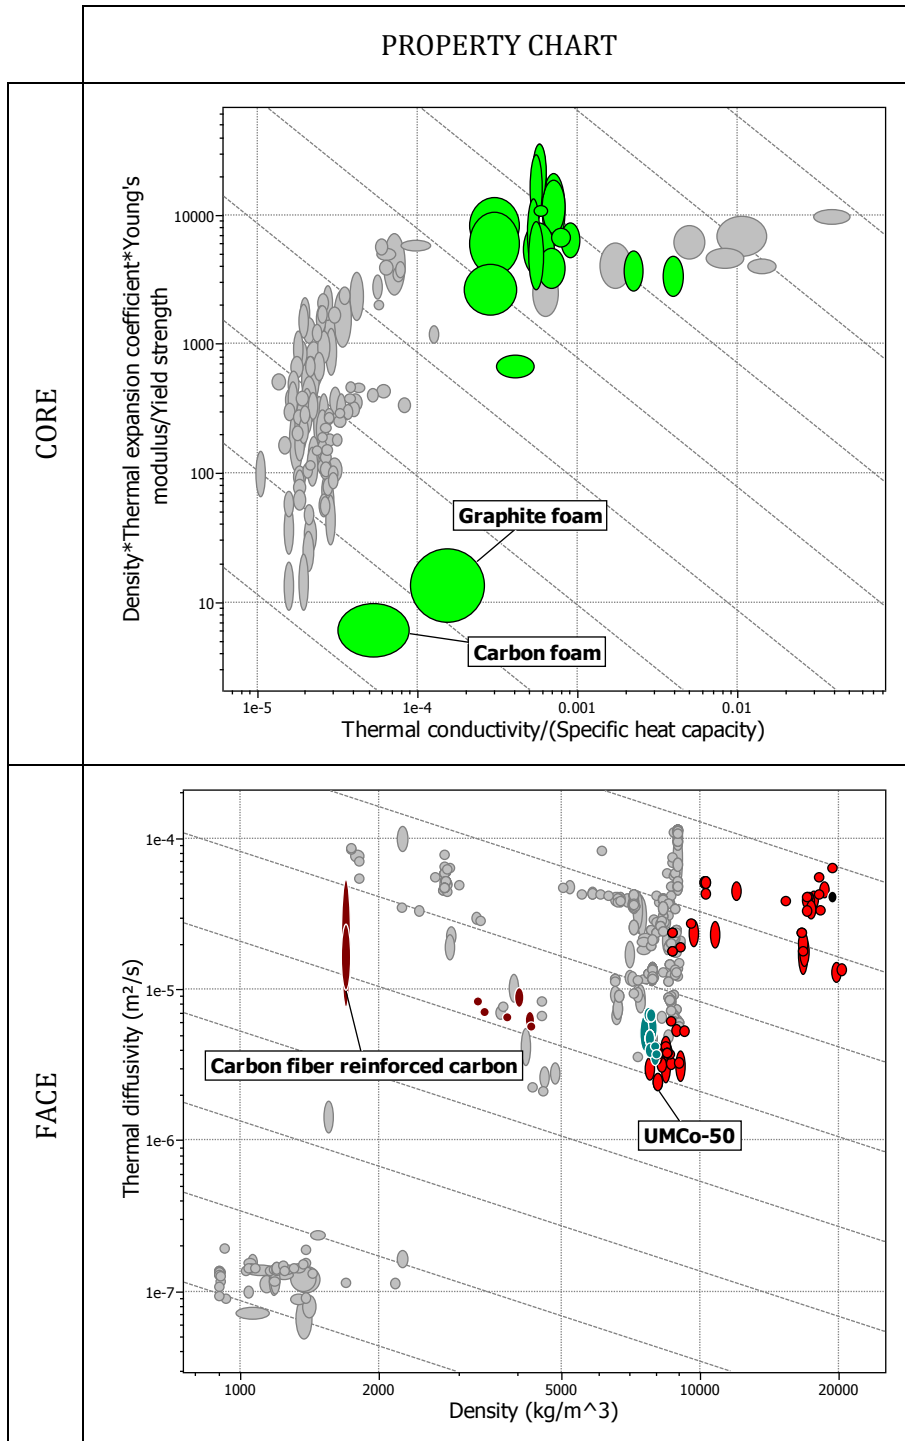 PROPERTY CHART
CORE
Density*Thermal expansion coefficient*Young's
modulus/Yield strength
10000
1000
100
10
Graphite foam
Carbon foam
1e-5
1e-4
0.001
0.01
Thermal conductivity/(Specific heat capacity)
FACE
Thermal diffusivity (m²/s)
1e-4
1e-5
1e-6
1e-7
Carbon fiber reinforced carbon
UMCo-50
1000
2000
5000
10000
20000
Density (kg/m^3)